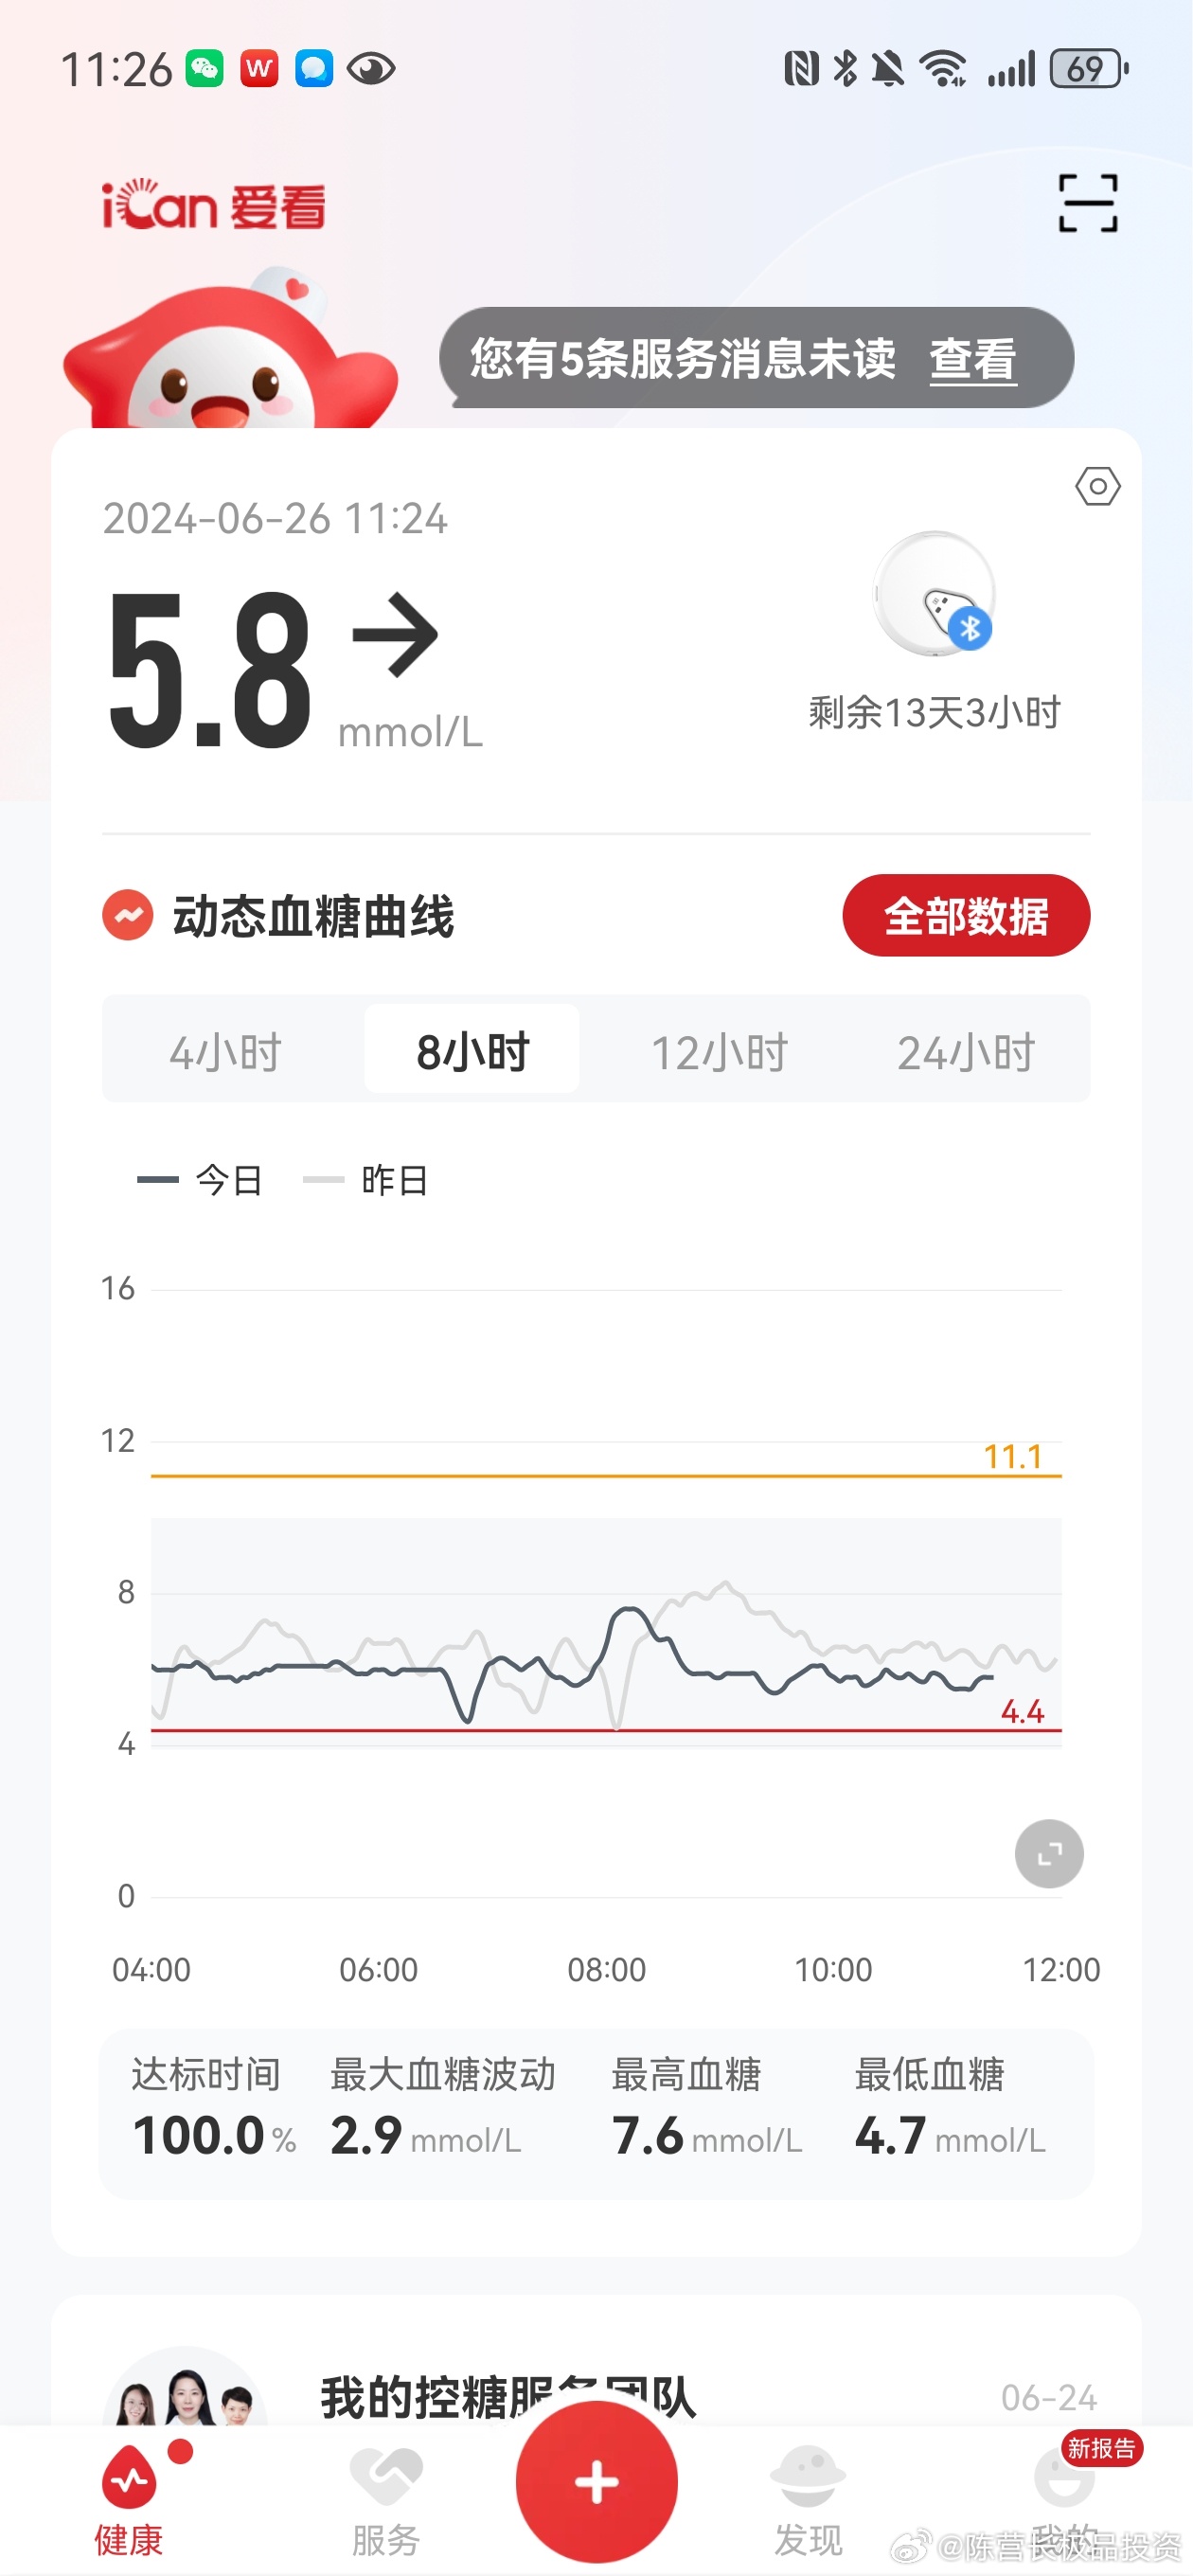 11:26
69
iCan 爱看
您有5条服务消息未读 查看
2024-06-26 11:24
5.8 mmol/L
剩余13天3小时
动态血糖曲线 全部数据
4小时 8小时 12小时 24小时
今日 昨日
16
12
11.1
8
4.4
4
0
04:00 06:00 08:00 10:00 12:00
达标时间 最大血糖波动 最高血糖 最低血糖
100.0% 2.9 mmol/L 7.6 mmol/L 4.7 mmol/L
我的控糖服务团队 06-24
新报告
健康 服务 发现 我的
@陈营长极品投资